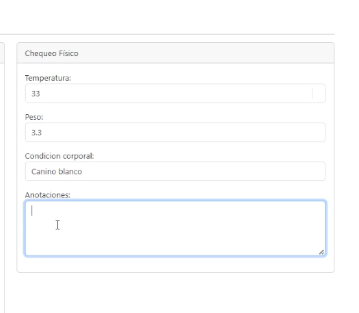 Chequeo Físico
Temperatura:
33
Peso:
3.3
Condicion corporal:
Canino blanco
Anotaciones: